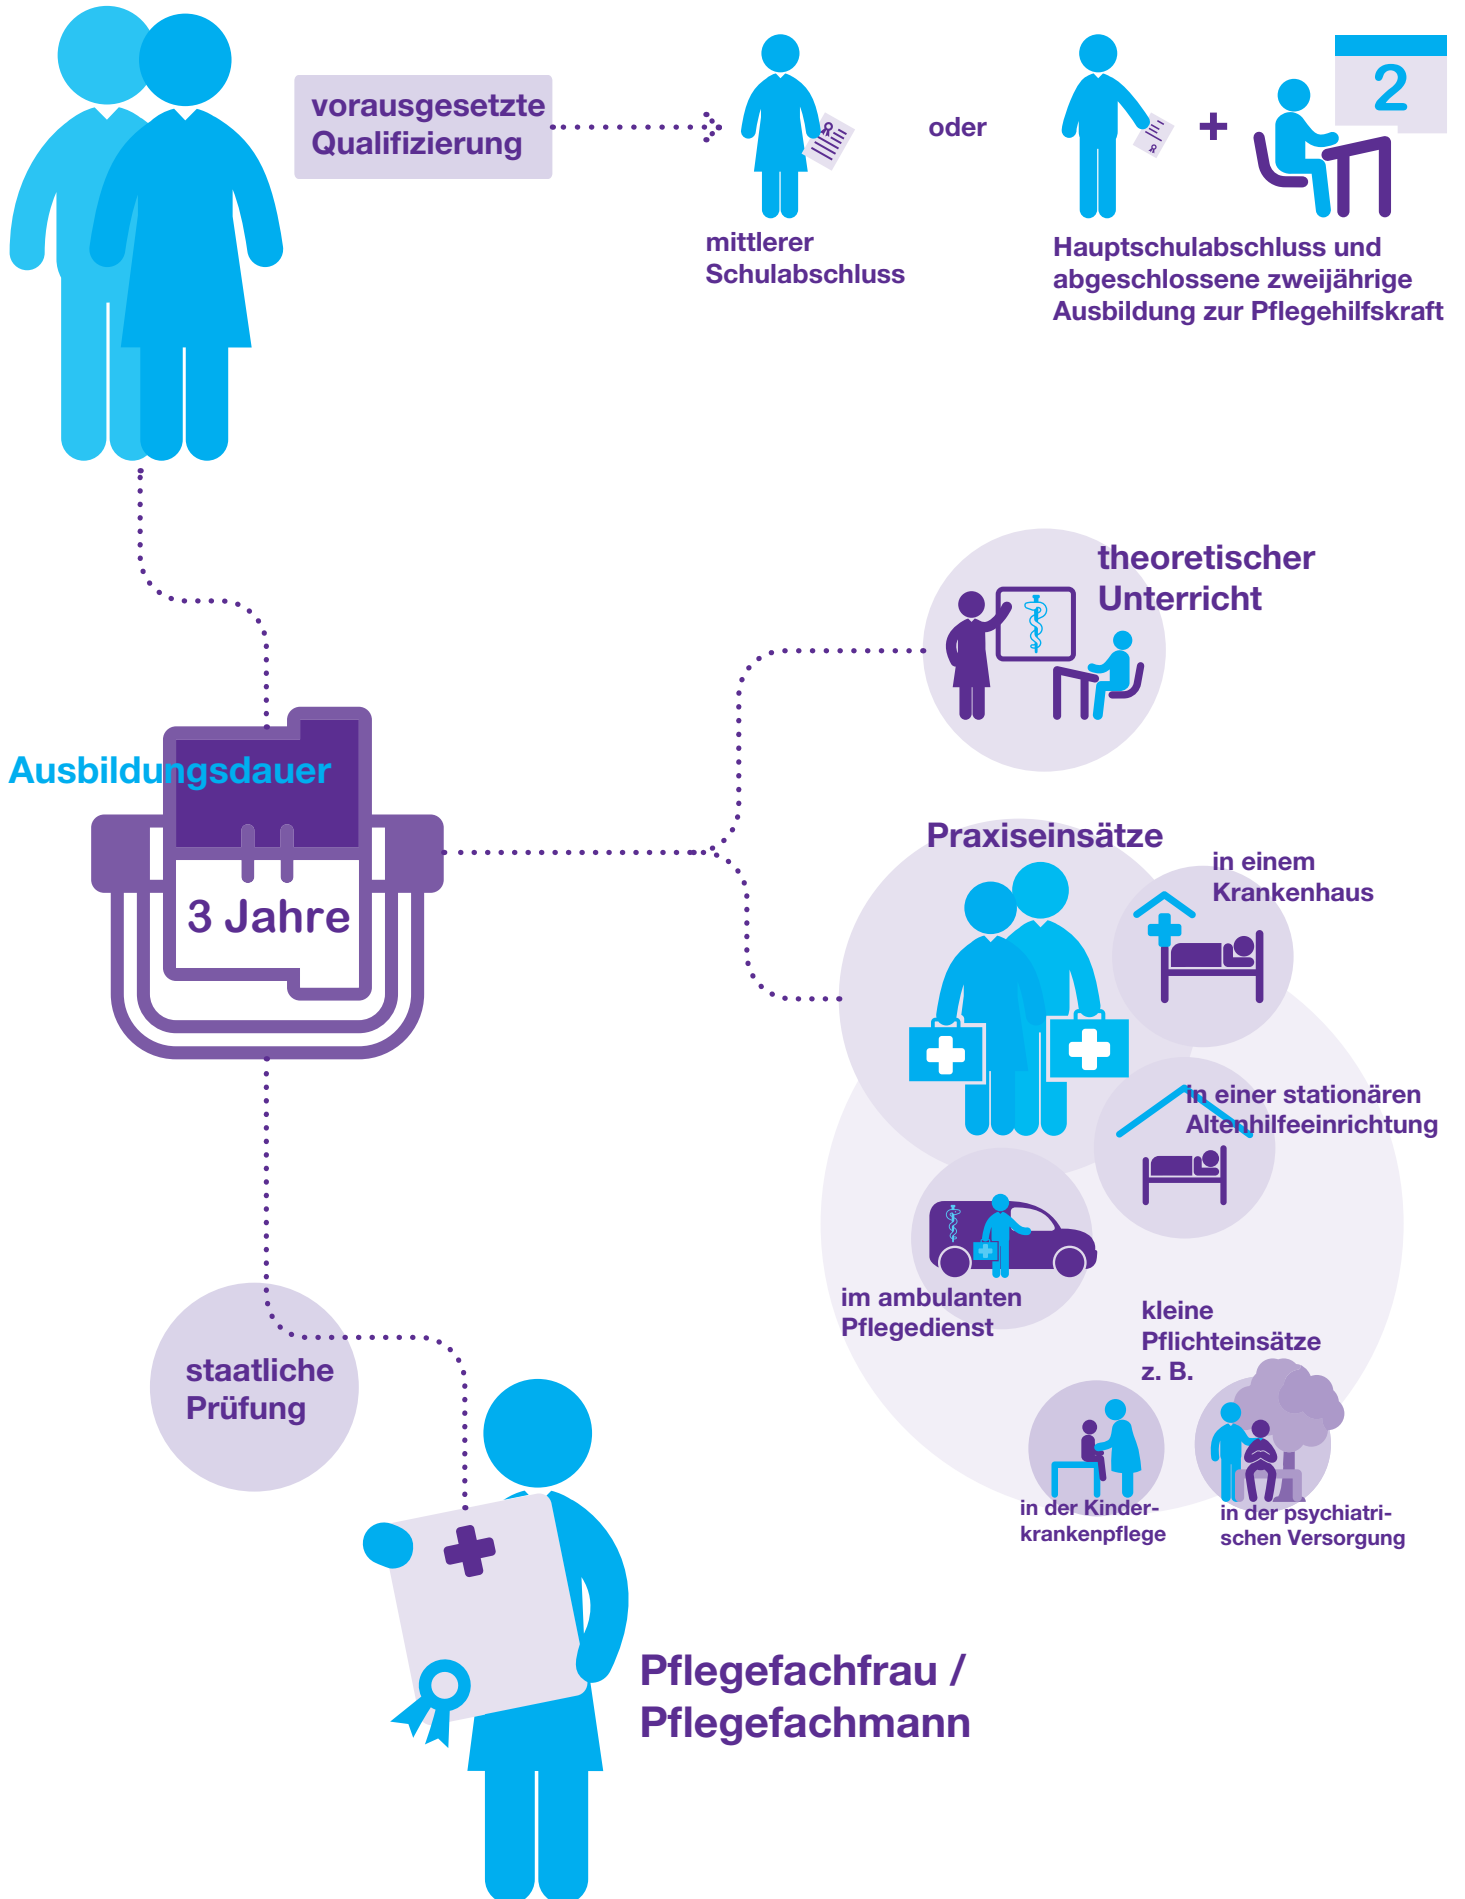 vorausgesetzte
Qualifizierung
oder
+
2
mittlerer
Schulabschluss
Hauptschulabschluss und
abgeschlossene zweijährige
Ausbildung zur Pflegehilfskraft
theoretischer
Unterricht
Ausbildungsdauer
3 Jahre
Praxiseinsätze
in einem
Krankenhaus
in einer stationären
Altenhilfeeinrichtung
im ambulanten
Pflegedienst
kleine
Pflichteinsätze
z. B.
in der Kinder-
krankenpflege
in der psychiatri-
schen Versorgung
staatliche
Prüfung
Pflegefachfrau /
Pflegefachmann